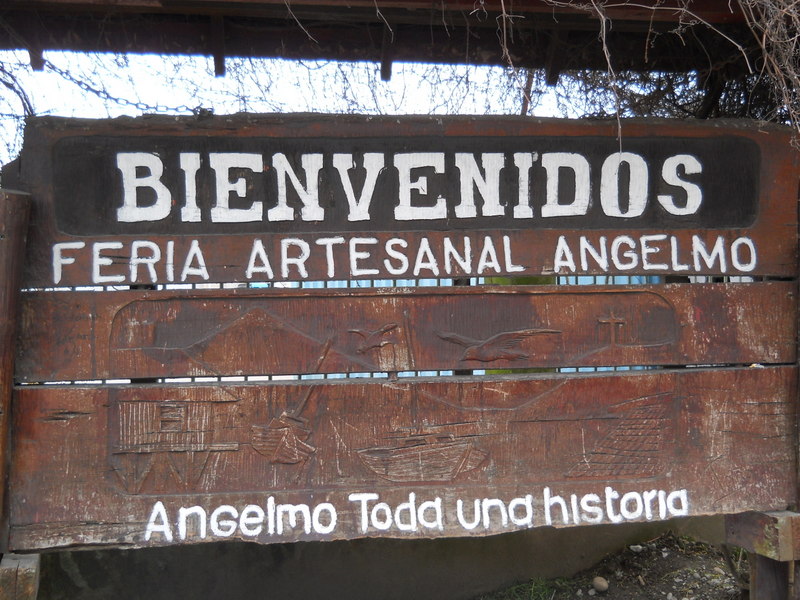 BIENVENIDOS
FERIA ARTESANAL ANGELMO
Angelmo Toda una historia